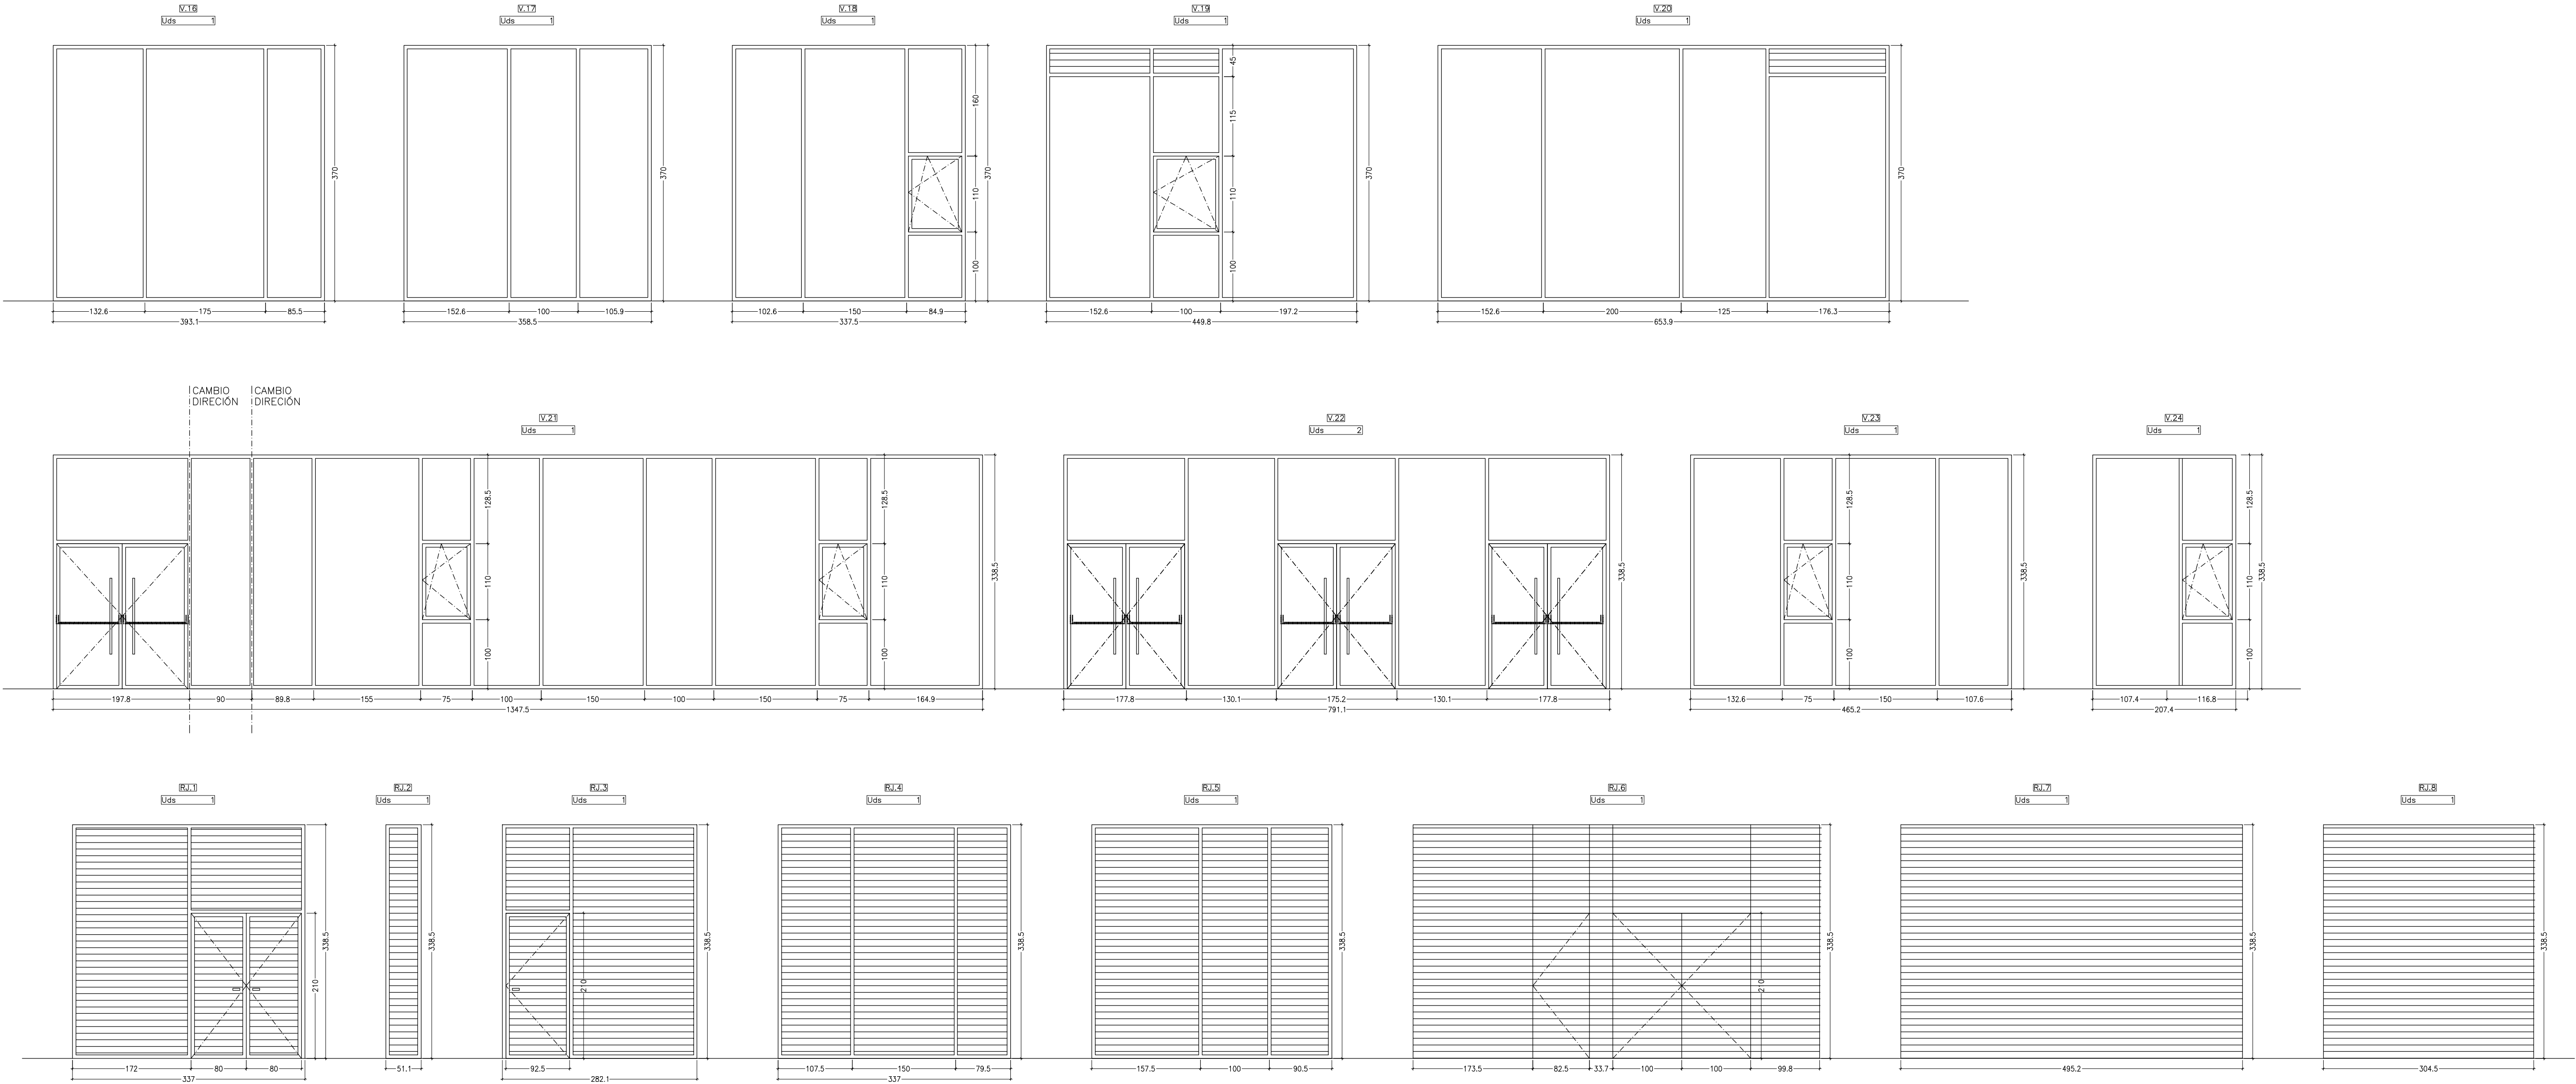 V.16
Uds 1
370
132.6
175
85.5
393.1
V.17
Uds 1
370
152.6
100
105.9
358.5
V.18
Uds 1
160
110
100
370
102.6
150
84.9
337.5
V.19
Uds 1
45
115
110
100
370
152.6
100
197.2
449.8
V.20
Uds 1
370
152.6
200
125
176.3
653.9
CAMBIO
DIRECIÓN
CAMBIO
DIRECIÓN
V.21
Uds 1
128.5
110
100
128.5
110
100
338.5
197.8
90
89.8
155
75
100
150
100
150
75
164.9
1347.5
V.22
Uds 2
338.5
177.8
130.1
175.2
130.1
177.8
791.1
V.23
Uds 1
128.5
110
100
338.5
132.6
75
150
107.6
465.2
V.24
Uds 1
128.5
110
100
338.5
107.4
116.8
207.4
RJ.1
Uds 1
338.5
210
172
80
80
337
RJ.2
Uds 1
338.5
51.1
RJ.3
Uds 1
338.5
210
92.5
282.1
RJ.4
Uds 1
338.5
107.5
150
79.5
337
RJ.5
Uds 1
338.5
157.5
100
90.5
RJ.6
Uds 1
338.5
210
173.5
82.5
33.7
100
100
99.8
RJ.7
Uds 1
338.5
495.2
RJ.8
Uds 1
338.5
304.5